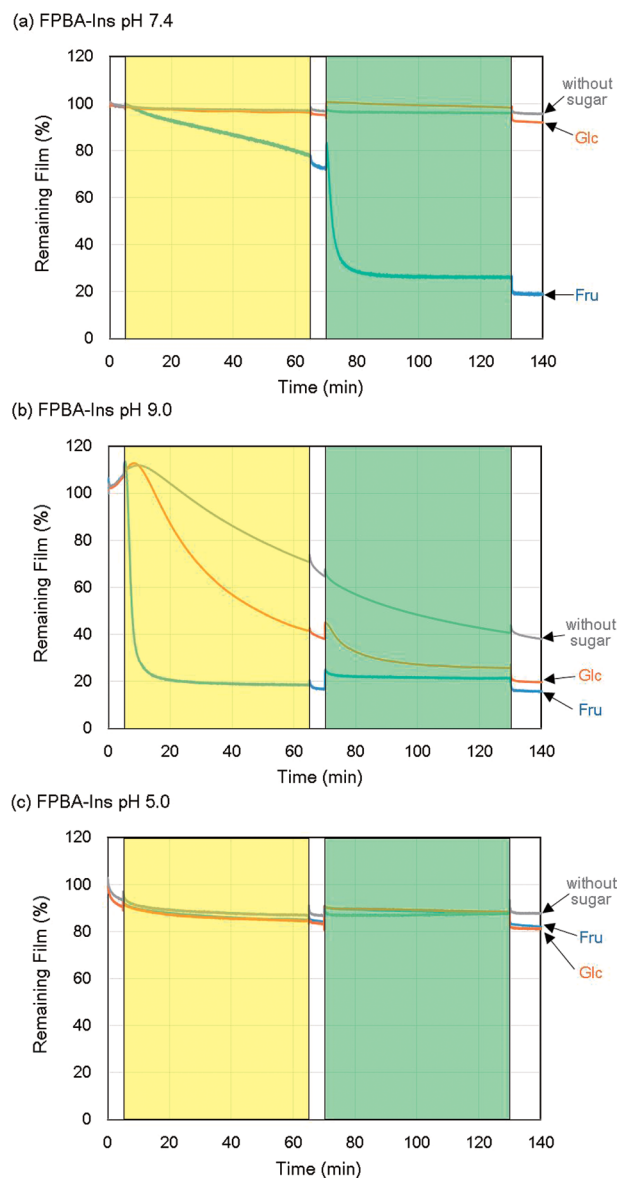 (a) FPBA-Ins pH 7.4
120
100
80
60
40
20
0
Remaining Film (%)
without
sugar
Glc
Fru
0 20 40 60 80 100 120 140
Time (min)
(b) FPBA-Ins pH 9.0
120
100
80
60
40
20
0
Remaining Film (%)
without
sugar
Glc
Fru
0 20 40 60 80 100 120 140
Time (min)
(c) FPBA-Ins pH 5.0
120
100
80
60
40
20
0
Remaining Film (%)
without
sugar
Fru
Glc
0 20 40 60 80 100 120 140
Time (min)